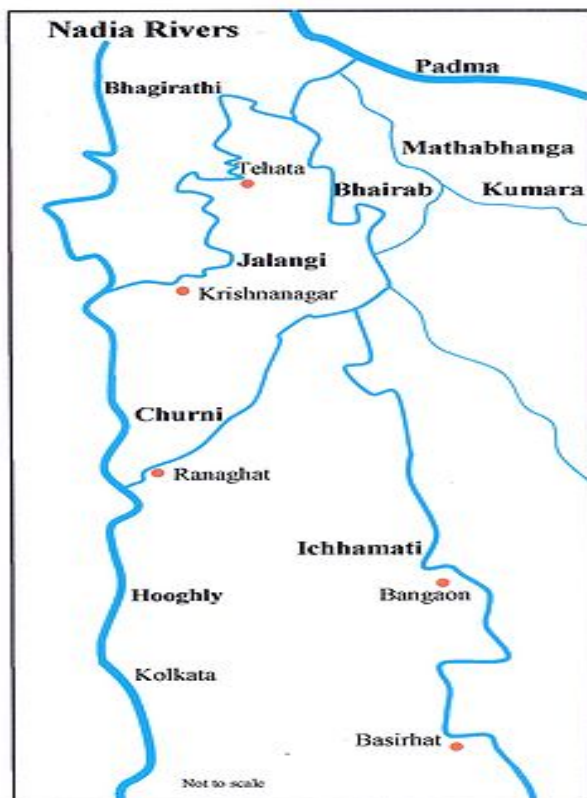 Nadia Rivers
Padma
Bhagirathi
Mathabhanga
Tehata
Bhairab
Kumara
Jalangi
Krishnanagar
Churni
Ranaghat
Ichhamati
Hooghly
Bangaon
Kolkata
Basirhat
Not to scale